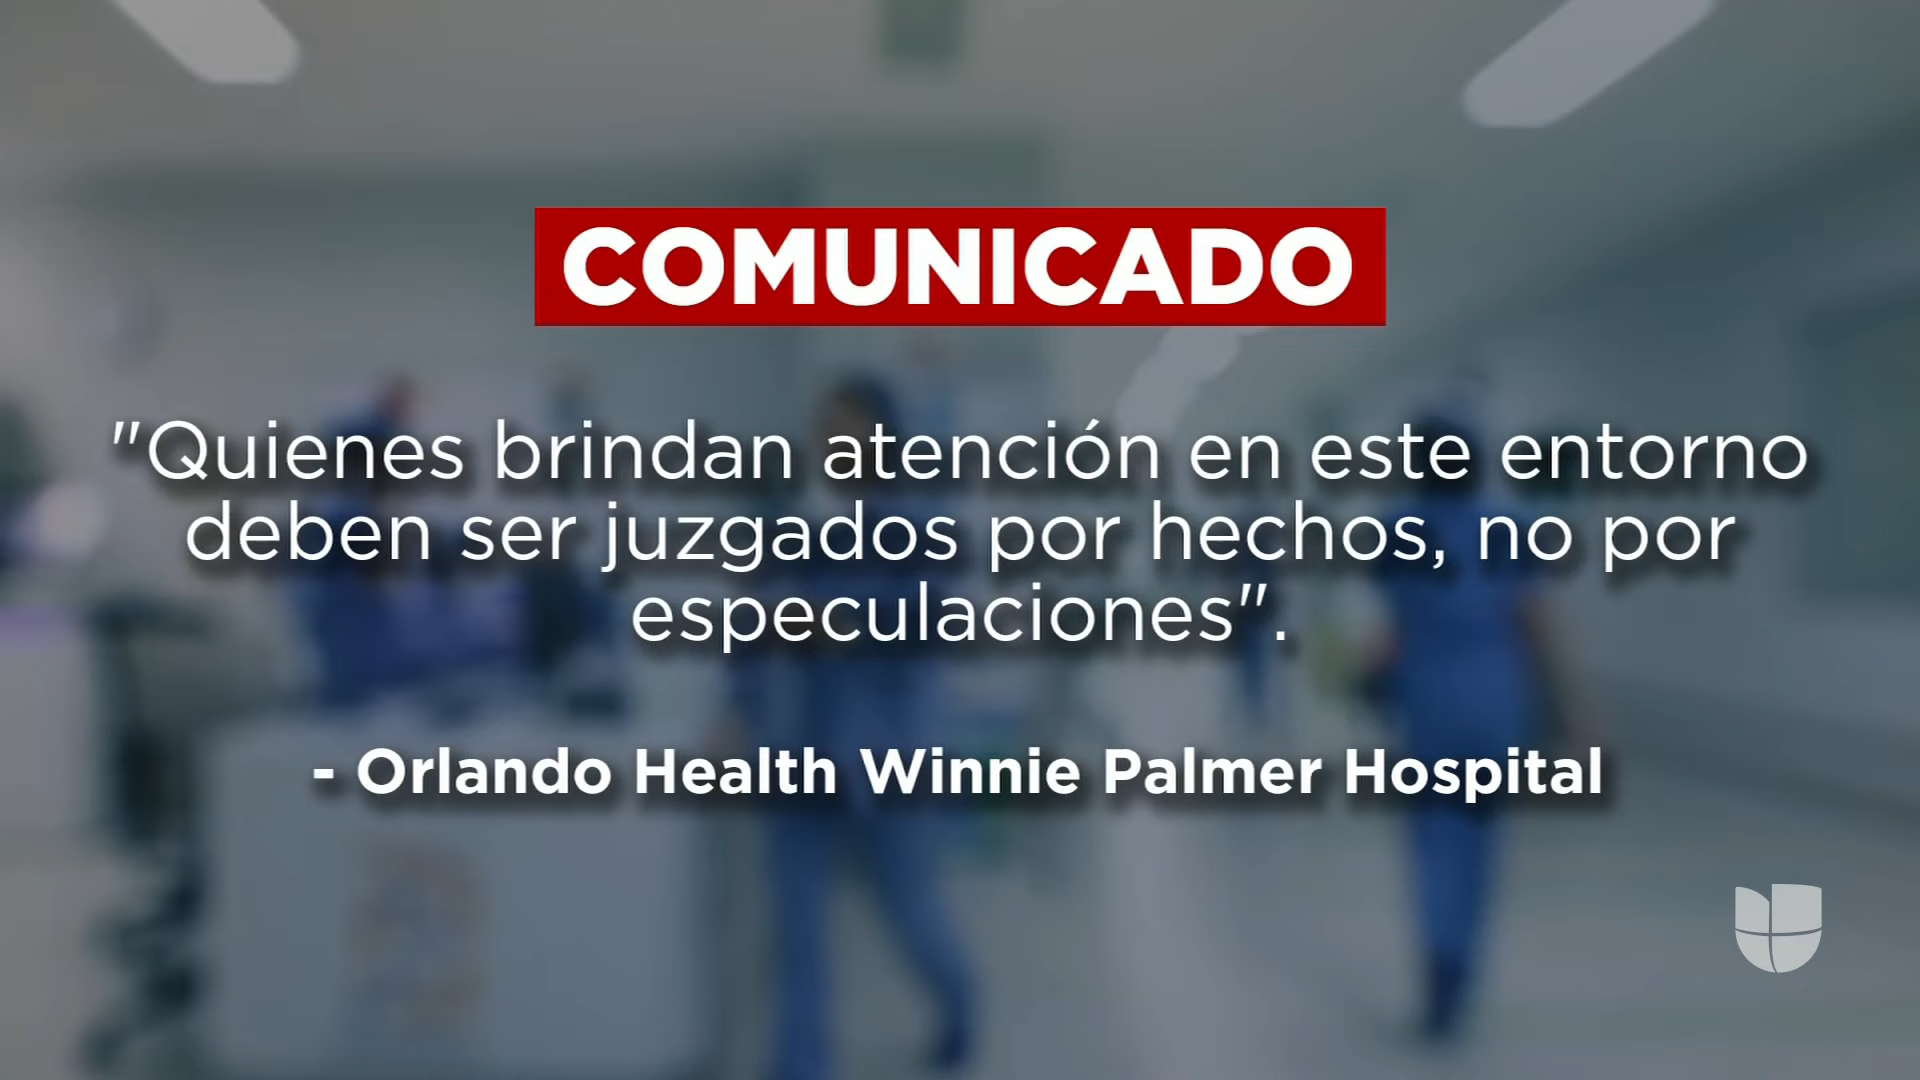 COMUNICADO
"Quienes brindan atención en este entorno
deben ser juzgados por hechos, no por
especulaciones".
- Orlando Health Winnie Palmer Hospital